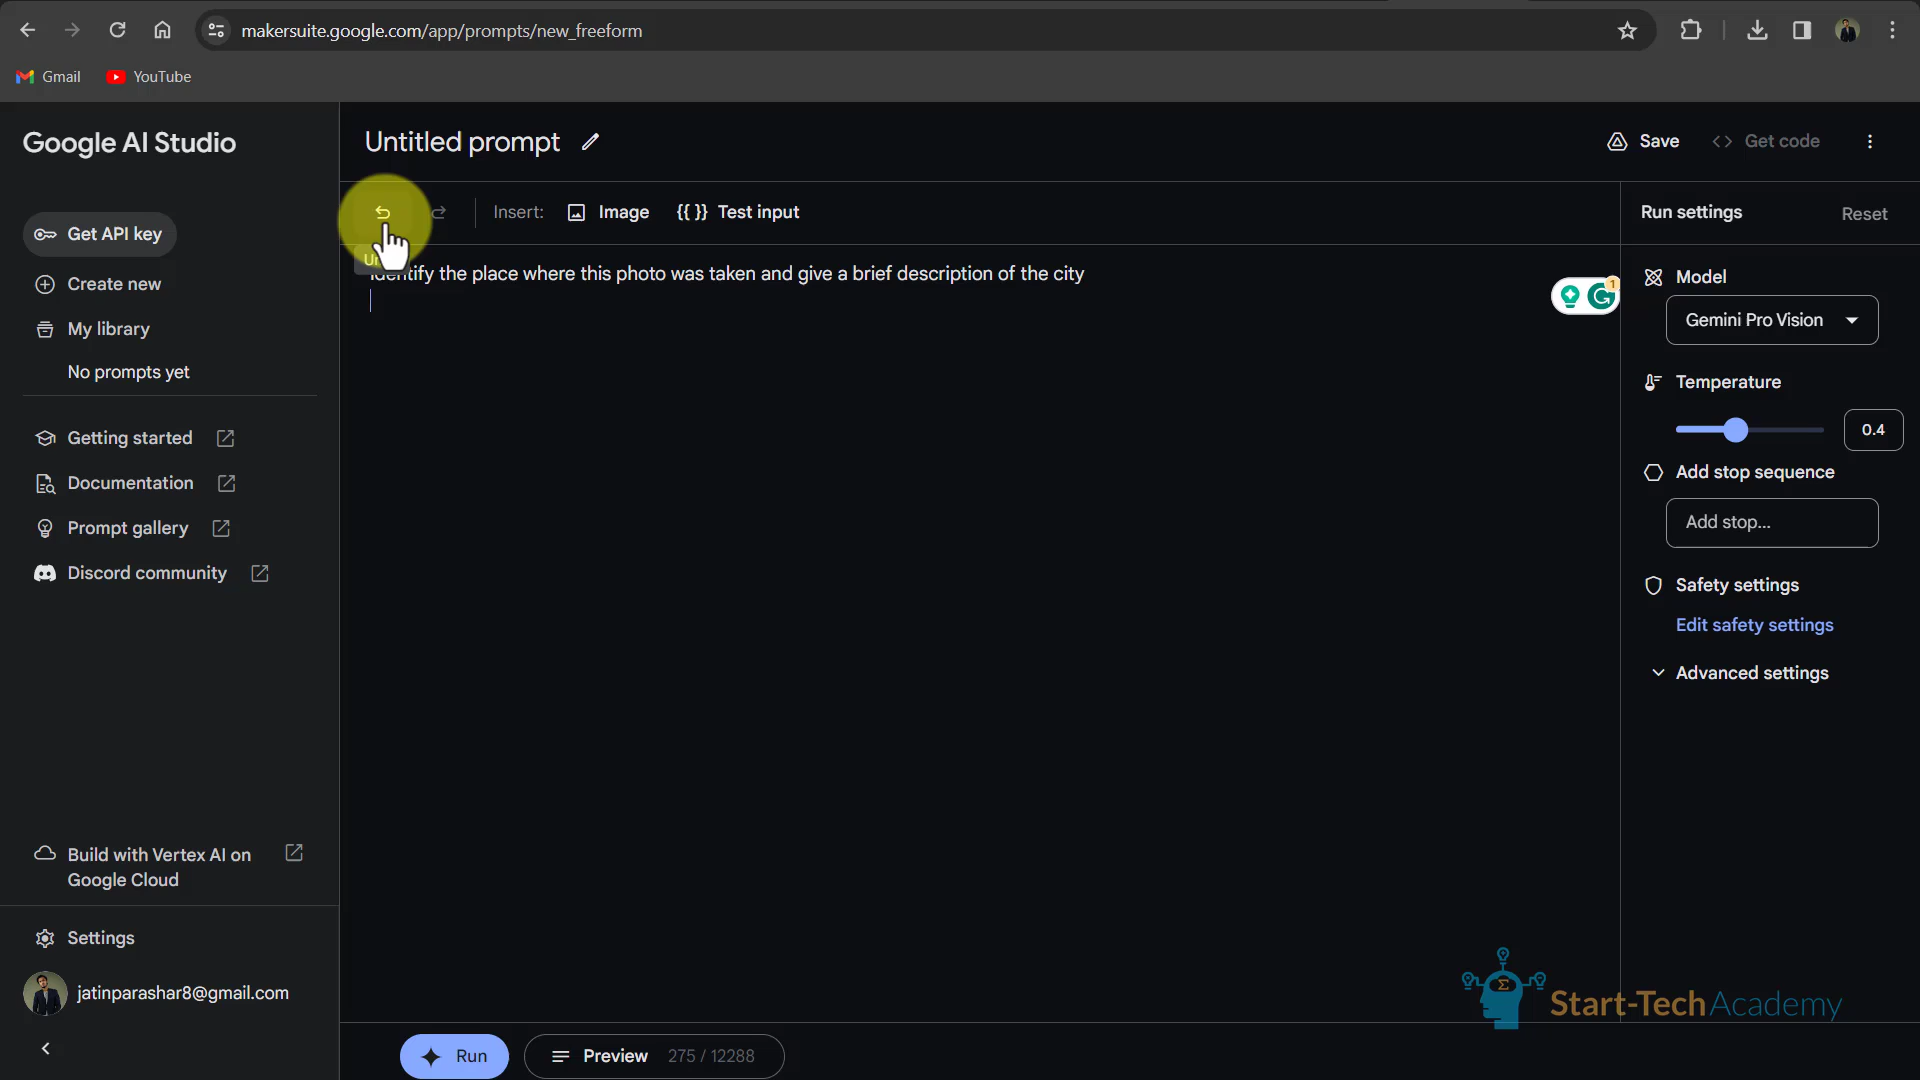 makersuite.google.com/app/prompts/new_freeform
Gmail
YouTube
Google AI Studio
Untitled prompt
Save
<> Get code
Get API key
Insert:
Image
{{ }} Test input
Run settings
Reset
Create new
identify the place where this photo was taken and give a brief description of the city
1
Model
My library
Gemini Pro Vision
No prompts yet
Temperature
0.4
Getting started
Add stop sequence
Documentation
Add stop...
Prompt gallery
Discord community
Safety settings
Edit safety settings
Advanced settings
Build with Vertex AI on
Google Cloud
Settings
jatinparashar8@gmail.com
Σ
Start-Tech Academy
Run
Preview
275 / 12288